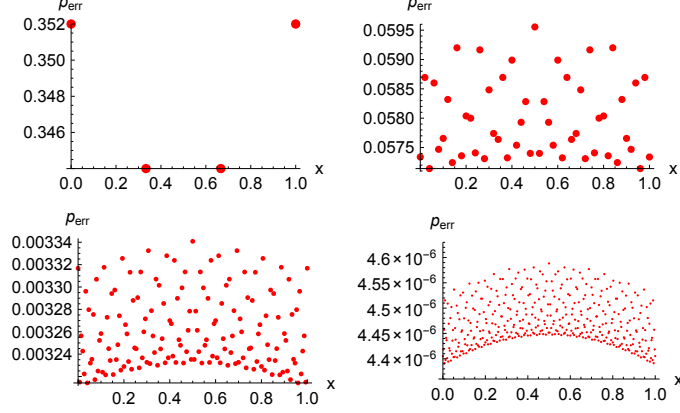 p_err
0.352
0.350
0.348
0.346
0.0 0.2 0.4 0.6 0.8 1.0
x
p_err
0.0595
0.0590
0.0585
0.0580
0.0575
0.2 0.4 0.6 0.8 1.0
x
p_err
0.00334
0.00332
0.00330
0.00328
0.00326
0.00324
0.2 0.4 0.6 0.8 1.0
x
p_err
4.6 × 10⁻⁶
4.55 × 10⁻⁶
4.5 × 10⁻⁶
4.45 × 10⁻⁶
4.4 × 10⁻⁶
0.0 0.2 0.4 0.6 0.8 1.0
x